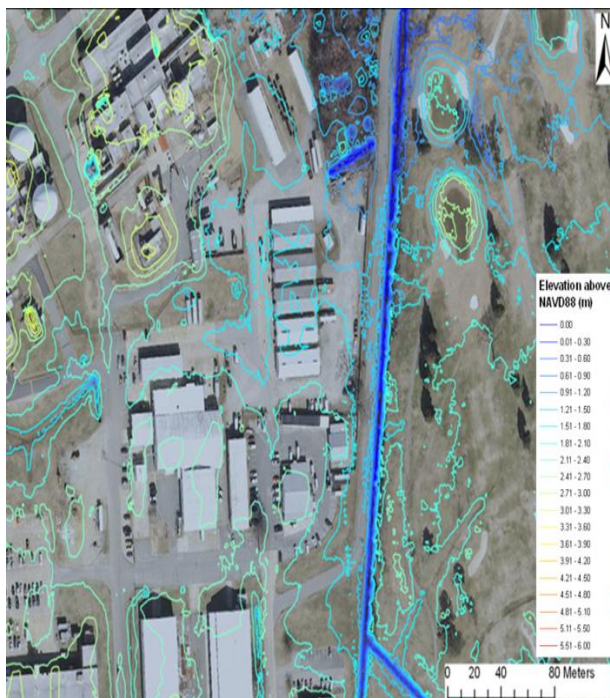 N
Elevation above
NAVD88 (m)
0.00
0.01 - 0.30
0.31 - 0.60
0.61 - 0.90
0.91 - 1.20
1.21 - 1.50
1.51 - 1.80
1.81 - 2.10
2.11 - 2.40
2.41 - 2.70
2.71 - 3.00
3.01 - 3.30
3.31 - 3.60
3.61 - 3.90
3.91 - 4.20
4.21 - 4.50
4.51 - 4.80
4.81 - 5.10
5.11 - 5.50
5.51 - 6.00
0 20 40 80 Meters